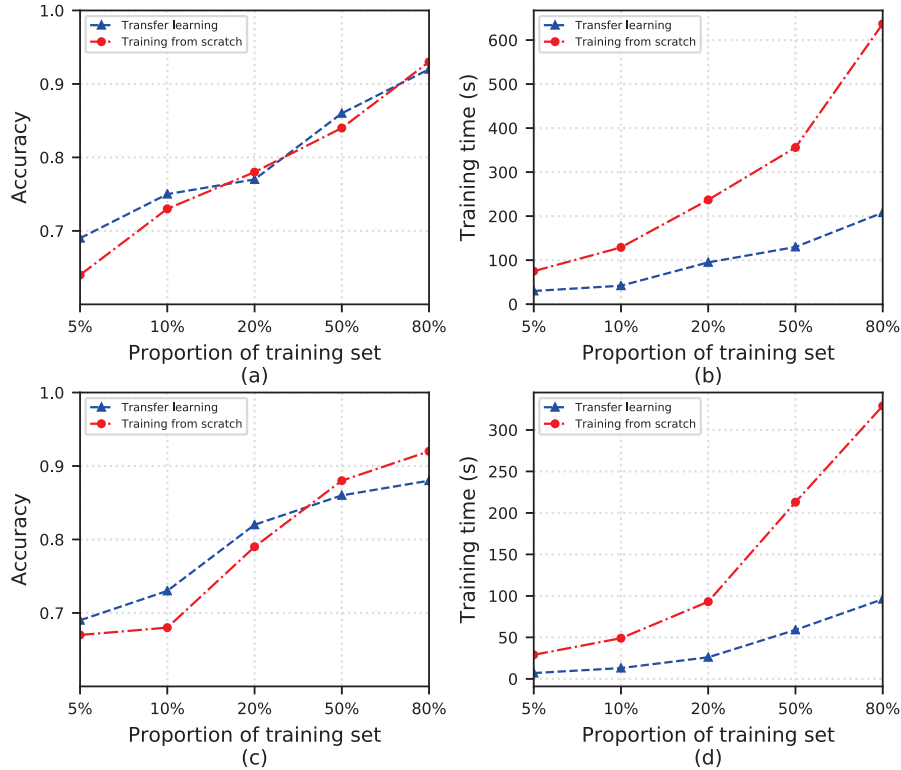 Transfer learning
Training from scratch
1.0
0.9
0.8
0.7
Accuracy
5%
10%
20%
50%
80%
Proportion of training set
(a)
Transfer learning
Training from scratch
600
500
400
300
200
100
0
Training time (s)
5%
10%
20%
50%
80%
Proportion of training set
(b)
Transfer learning
Training from scratch
1.0
0.9
0.8
0.7
Accuracy
5%
10%
20%
50%
80%
Proportion of training set
(c)
Transfer learning
Training from scratch
300
250
200
150
100
50
0
Training time (s)
5%
10%
20%
50%
80%
Proportion of training set
(d)